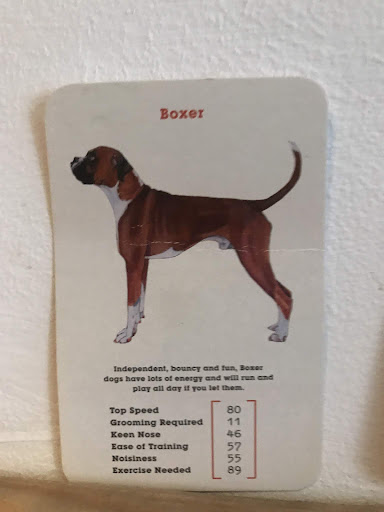 Boxer
Independent, bouncy and fun, Boxer
dogs have lots of energy and will run and
play all day if you let them.
Top Speed 80
Grooming Required 11
Keen Nose 46
Ease of Training 57
Noisiness 55
Exercise Needed 89